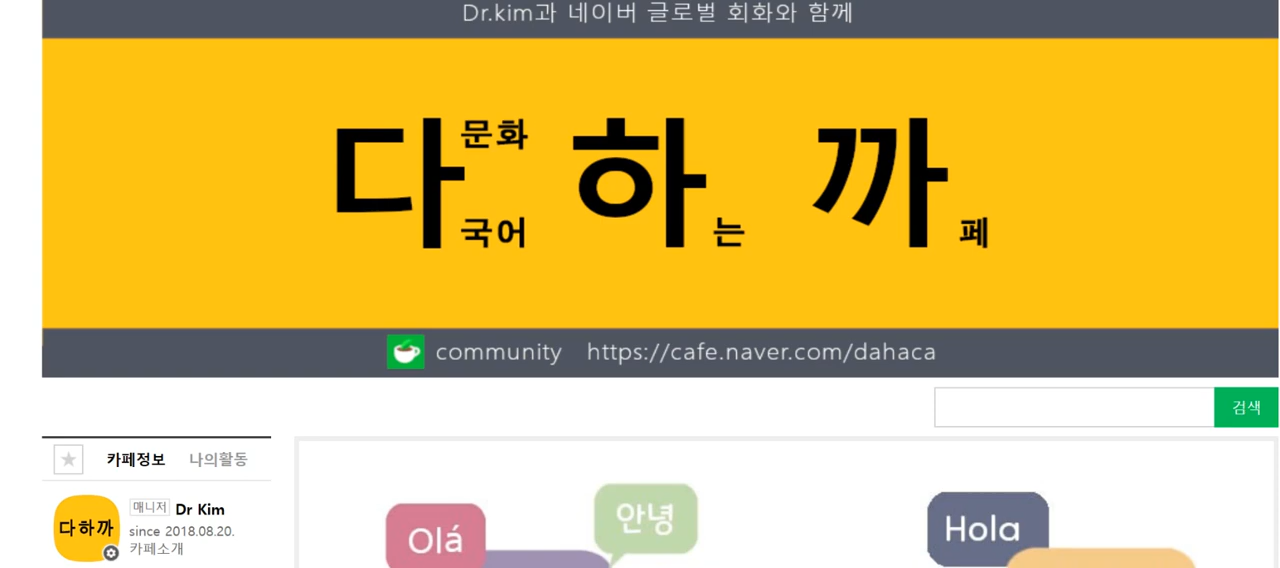 Dr.kim과 네이버 글로벌 회화와 함께
다문화 하 까
국어 는 페
community https://cafe.naver.com/dahaca
검색
카페정보 나의활동
다하까
매니저 Dr Kim
since 2018.08.20.
카페소개
Olá
안녕
Hola